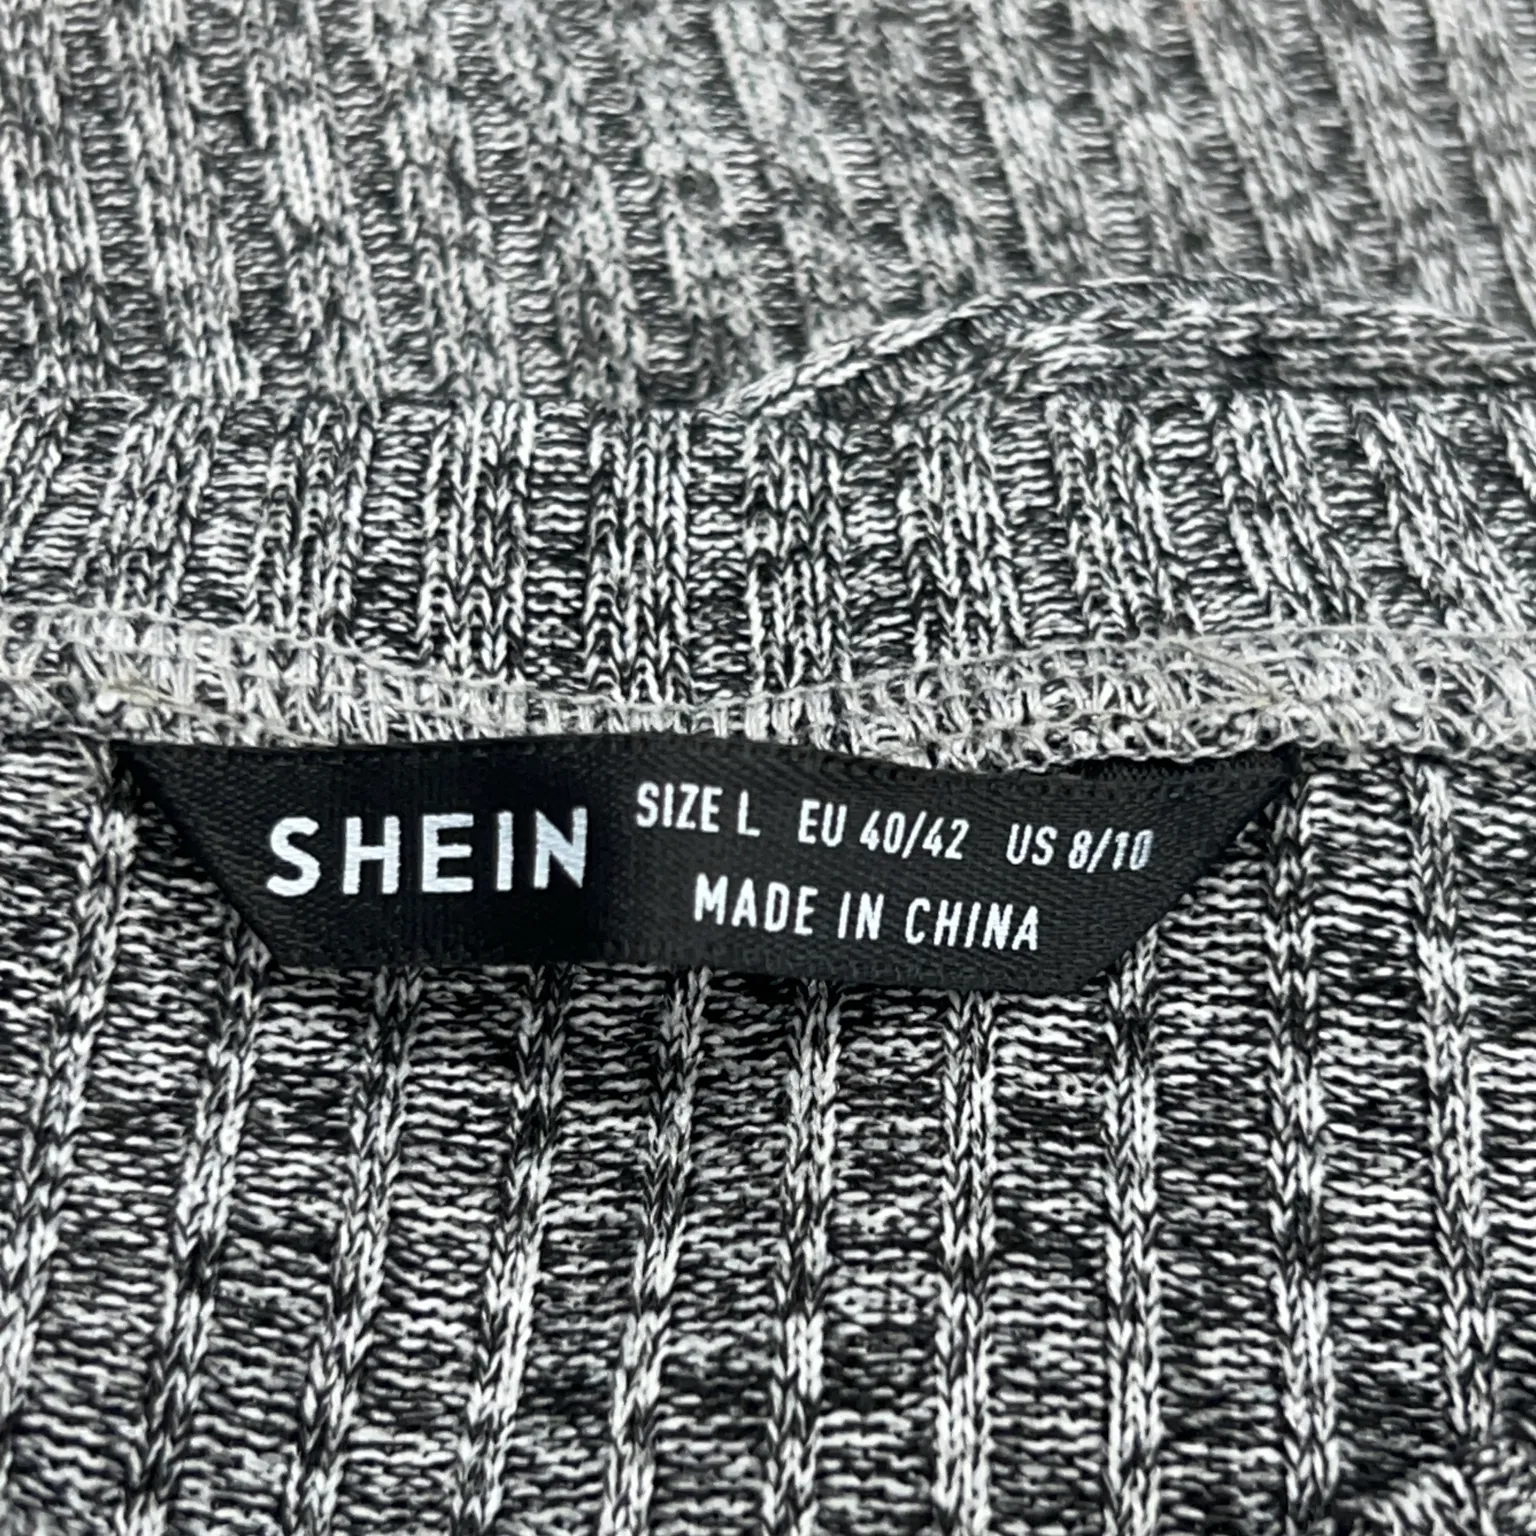 SHEIN
SIZE L EU 40/42 US 8/10
MADE IN CHINA